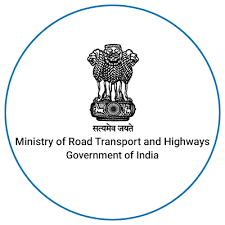 सत्यमेव जयते
Ministry of Road Transport and Highways
Government of India